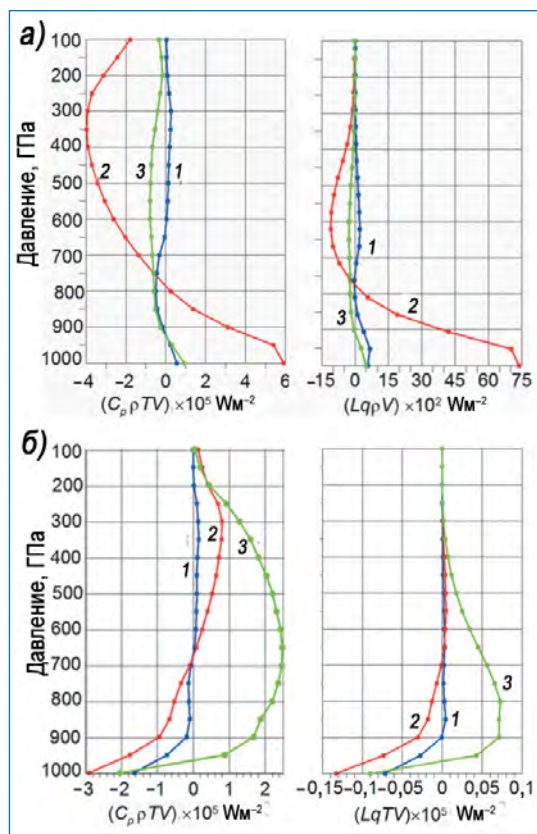 а)
Давление, ГПа
100
200
300
400
500
600
700
800
900
1000
2
3
1
−4 −2 0 2 4 6
(CpρTV) ×10⁵ Wм⁻²
1
2
3
−15 0 15 30 45 60 75
(LqρV) ×10² Wм⁻²
б)
Давление, ГПа
100
200
300
400
500
600
700
800
900
1000
1
2
3
−3 −2 −1 0 1 2
(CpρTV) ×10⁵ Wм⁻²
2
1
3
−0,15−0,1 −0,05 0 0,05 0,1
(LqTV) ×10⁵ Wм⁻²